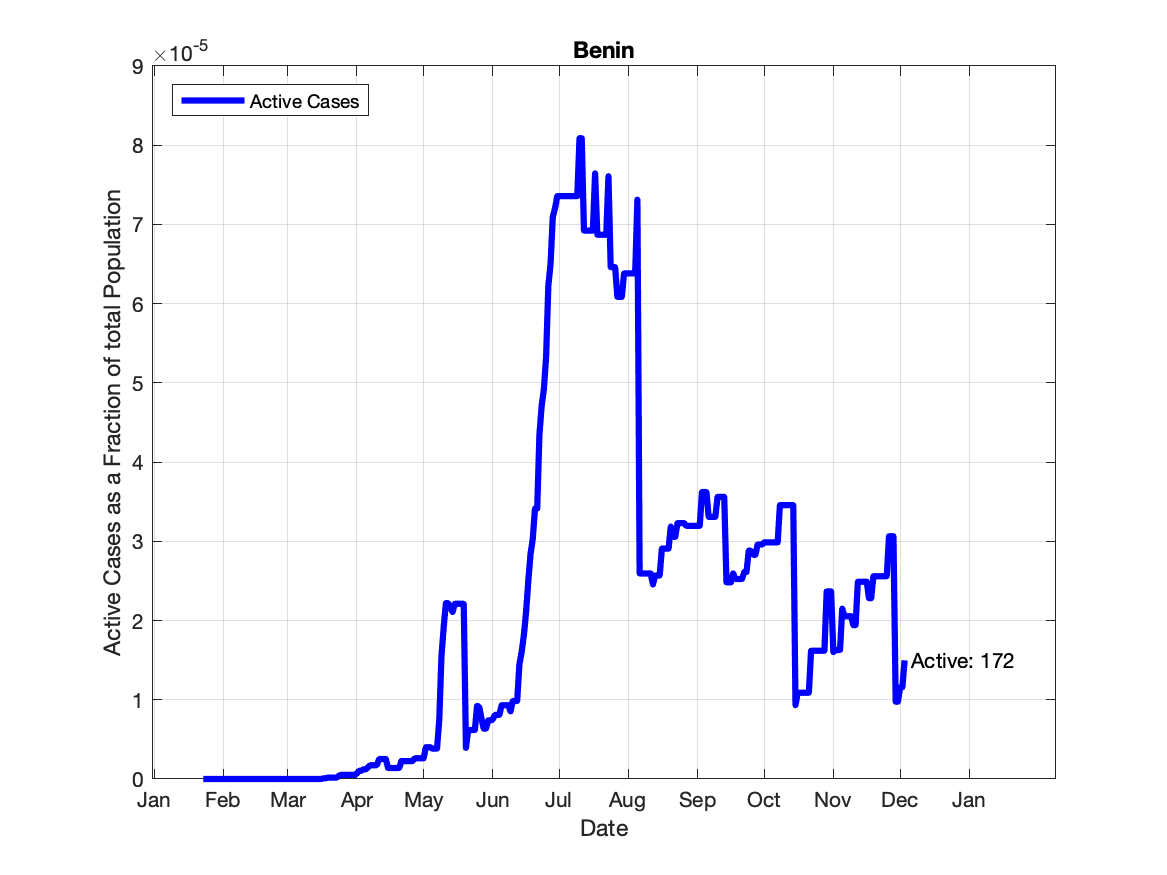 Benin
×10-5
Active Cases
9
8
7
6
5
4
3
2
1
0
Active Cases as a Fraction of total Population
Active: 172
Jan Feb Mar Apr May Jun Jul Aug Sep Oct Nov Dec Jan
Date